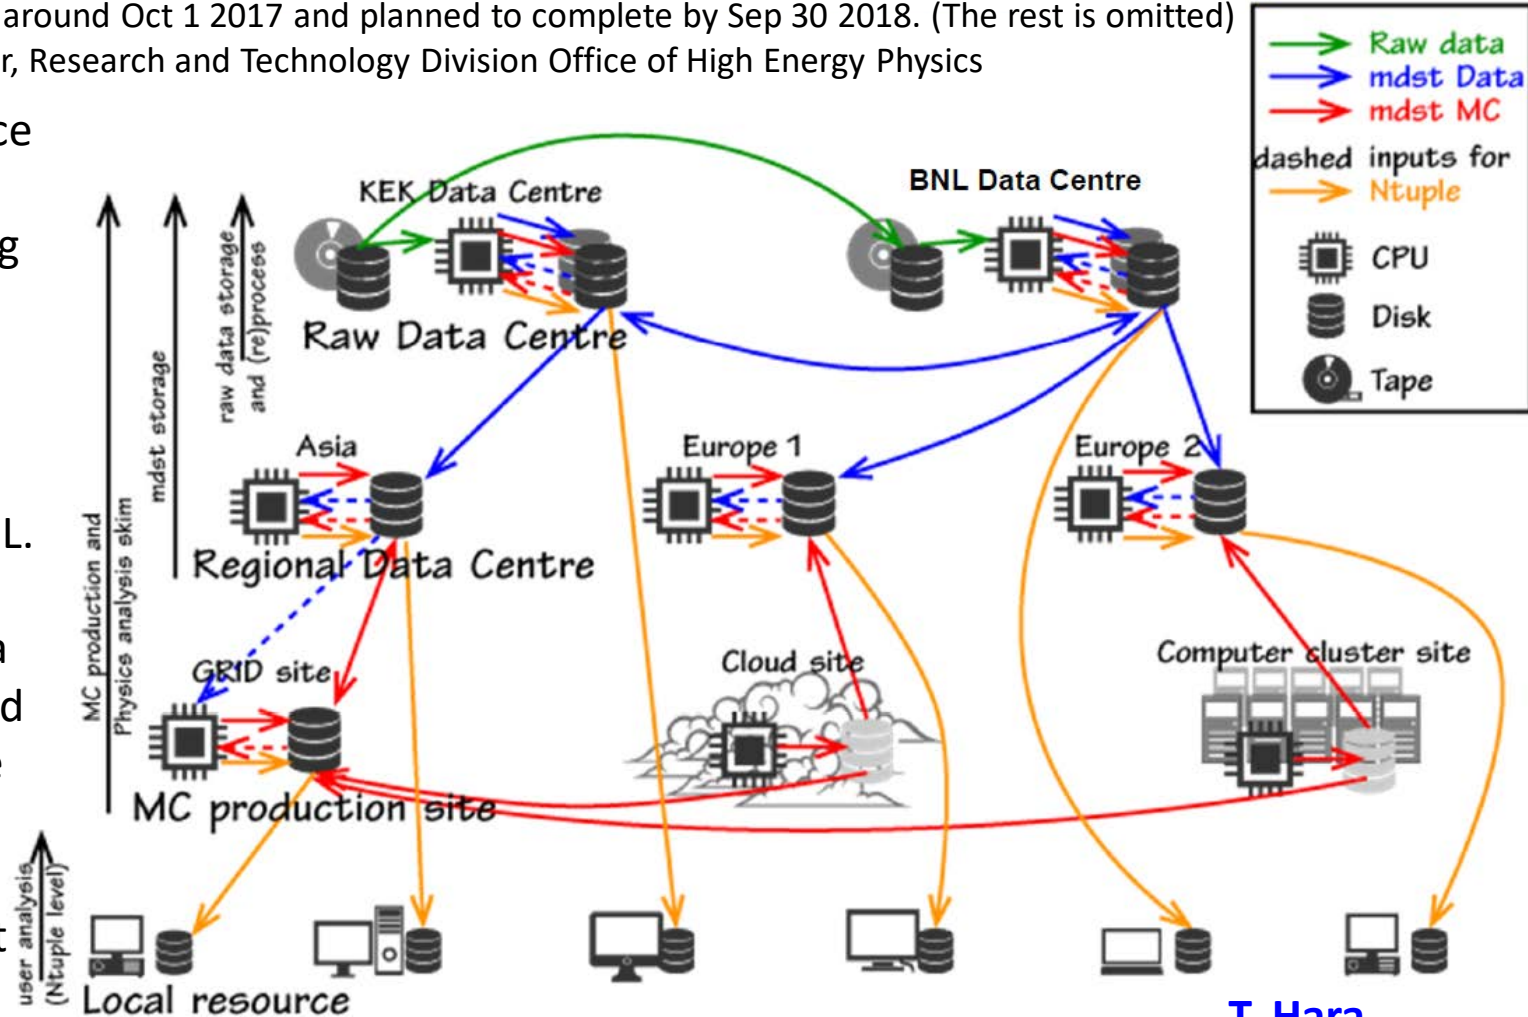 around Oct 1 2017 and planned to complete by Sep 30 2018. (The rest is omitted)
r, Research and Technology Division Office of High Energy Physics
ce
g
L.
a
d
e
t
Raw data
mdst Data
mdst MC
dashed inputs for
Ntuple
CPU
Disk
Tape
KEK Data Centre
BNL Data Centre
Raw Data Centre
raw data storage
and (re)process
mdst storage
MC production and
Physics analysis skim
Asia
Europe 1
Europe 2
Regional Data Centre
GRID site
Cloud site
Computer cluster site
MC production site
user analysis
(Ntuple level)
Local resource
T. Hara